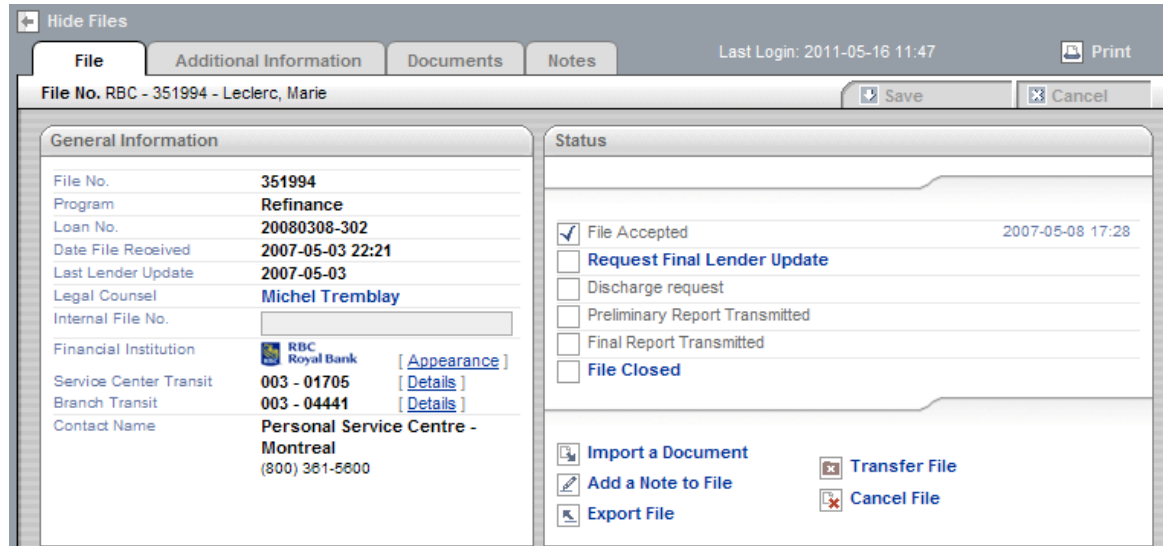 Hide Files
File Additional Information Documents Notes Last Login: 2011-05-16 11:47 Print
File No. RBC - 351994 - Leclerc, Marie Save Cancel
General Information
File No. 351994
Program Refinance
Loan No. 20080308-302
Date File Received 2007-05-03 22:21
Last Lender Update 2007-05-03
Legal Counsel Michel Tremblay
Internal File No.
Financial Institution RBC Royal Bank [ Appearance ]
Service Center Transit 003 - 01705 [ Details ]
Branch Transit 003 - 04441 [ Details ]
Contact Name Personal Service Centre -
Montreal
(800) 361-5600
Status
File Accepted 2007-05-08 17:28
Request Final Lender Update
Discharge request
Preliminary Report Transmitted
Final Report Transmitted
File Closed
Import a Document
Add a Note to File
Export File
Transfer File
Cancel File